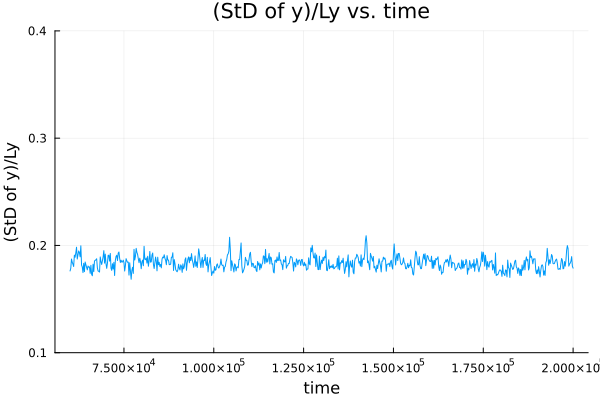 (StD of y)/Ly vs. time
(StD of y)/Ly
0.4
0.3
0.2
0.1
7.500×10⁴ 1.000×10⁵ 1.250×10⁵ 1.500×10⁵ 1.750×10⁵ 2.000×10⁵
time